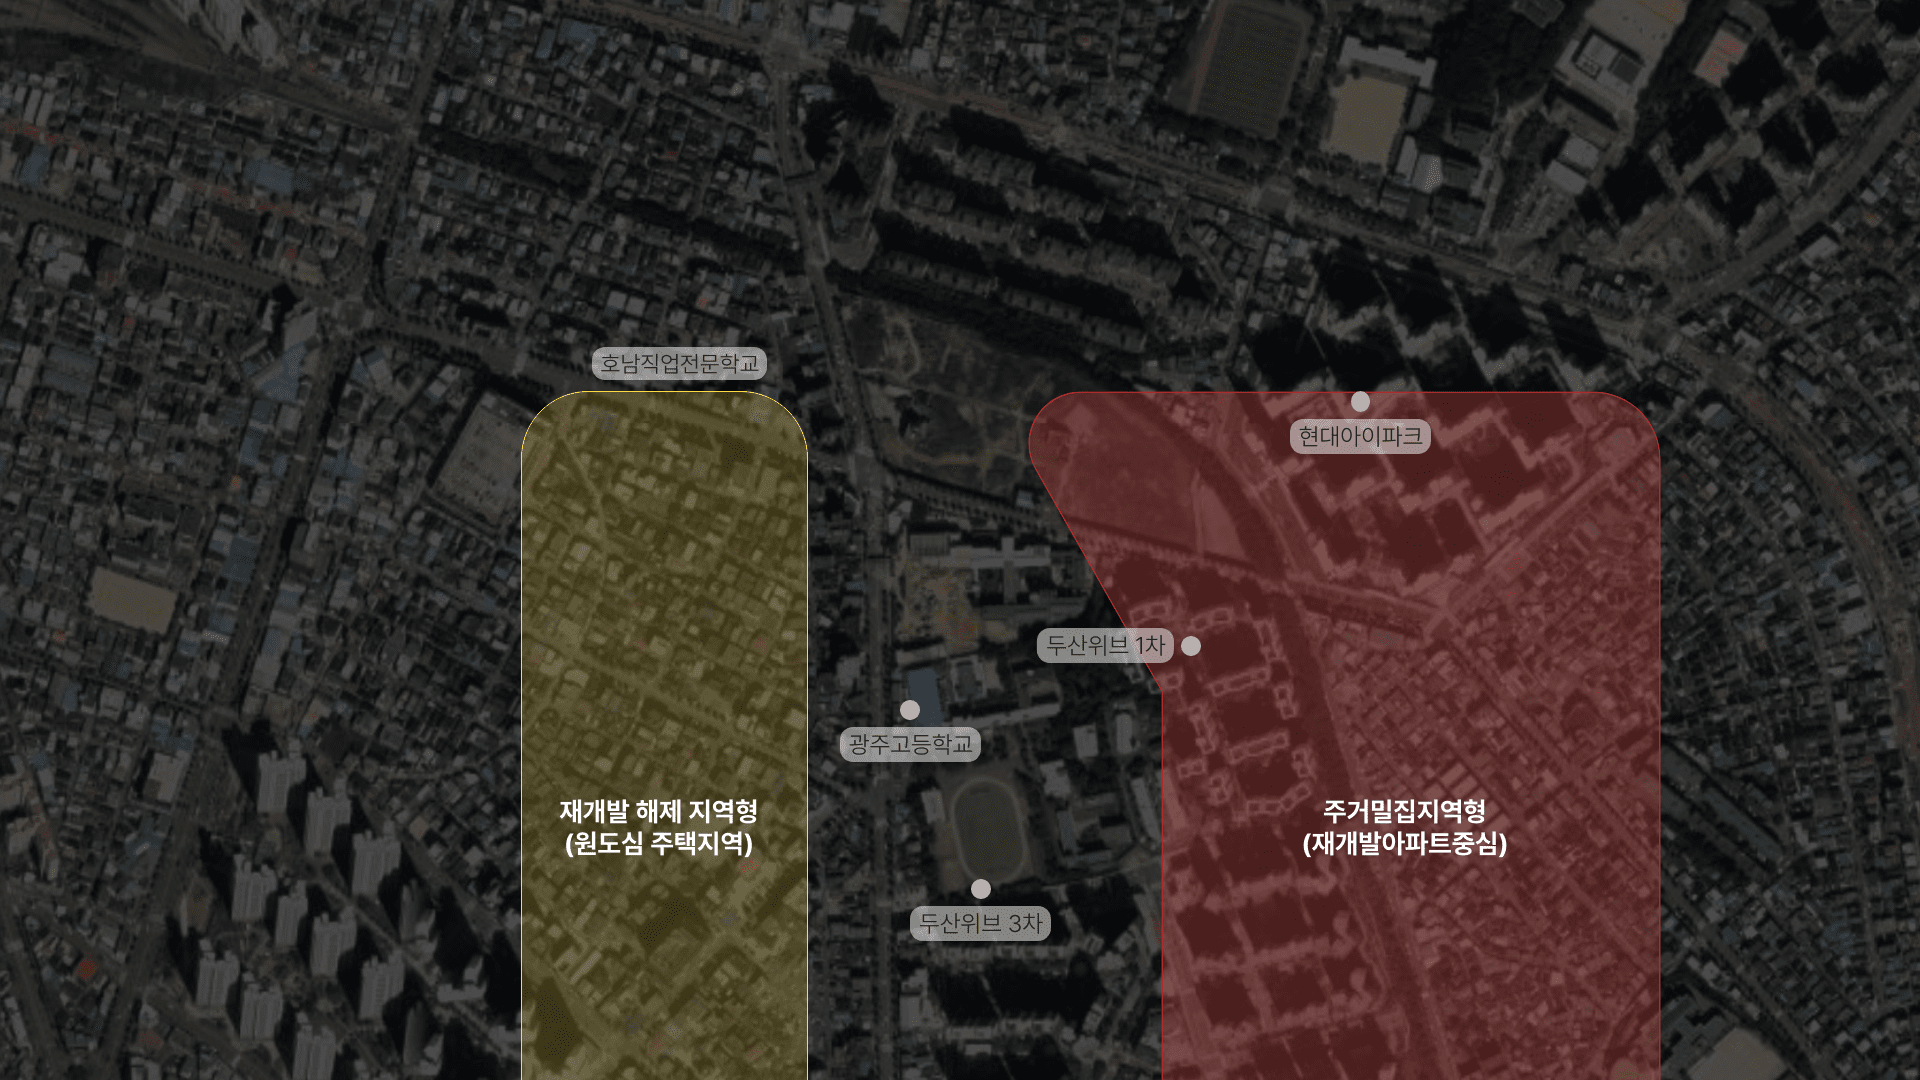 호남직업전문학교
현대아이파크
두산위브 1차
광주고등학교
재개발 해제 지역형
(원도심 주택지역)
주거밀집지역형
(재개발아파트중심)
두산위브 3차